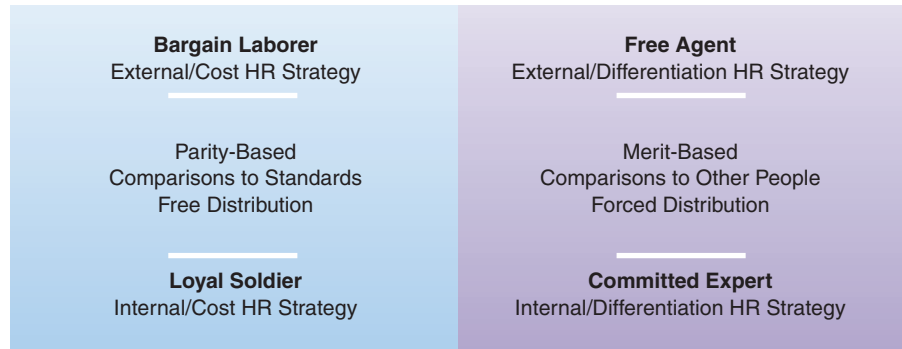 Bargain Laborer
External/Cost HR Strategy
Parity-Based
Comparisons to Standards
Free Distribution
Loyal Soldier
Internal/Cost HR Strategy
Free Agent
External/Differentiation HR Strategy
Merit-Based
Comparisons to Other People
Forced Distribution
Committed Expert
Internal/Differentiation HR Strategy